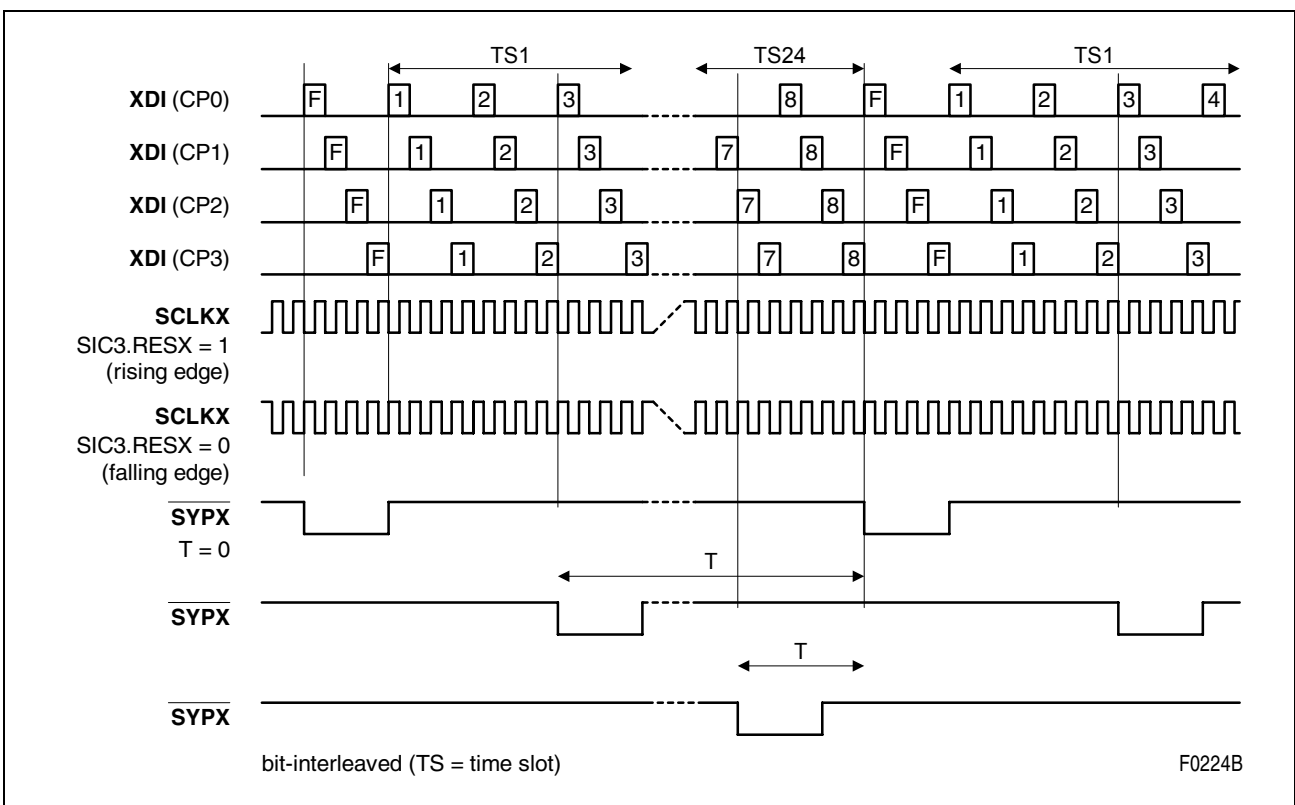 TS1 TS24 TS1
XDI (CP0) F 1 2 3 8 F 1 2 3 4
XDI (CP1) F 1 2 3 7 8 F 1 2 3
XDI (CP2) F 1 2 3 7 8 F 1 2 3
XDI (CP3) F 1 2 3 7 8 F 1 2 3
SCLKX
SIC3.RESX = 1
(rising edge)
SCLKX
SIC3.RESX = 0
(falling edge)
SYPX
T = 0
T
SYPX
T
SYPX
bit-interleaved (TS = time slot)
F0224B